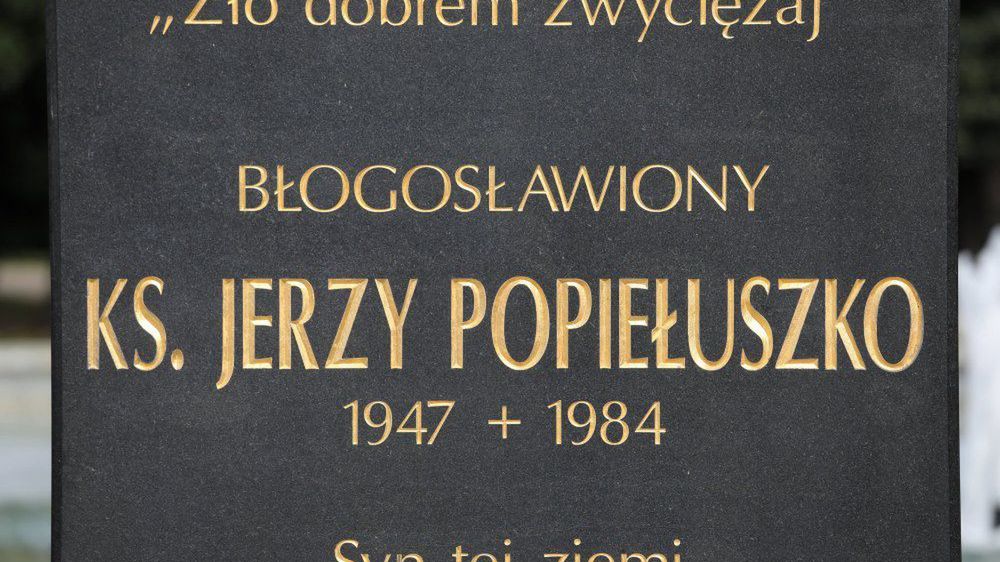 „Zło dobrem zwyciężaj
BŁOGOSŁAWIONY
KS. JERZY POPIEŁUSZKO
1947 + 1984
Syn tej ziemi